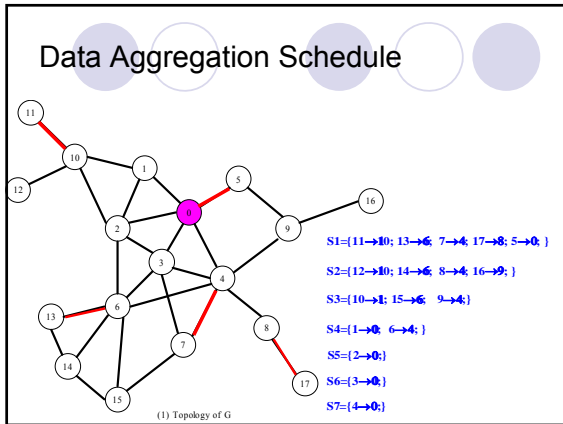 Data Aggregation Schedule
11
10
1
12
5
0
16
2
9
3
4
6
13
8
7
14
17
15
S1={11→10; 13→6; 7→4; 17→8; 5→0; }
S2={12→10; 14→6; 8→4; 16→9; }
S3={10→1; 15→6; 9→4;}
S4={1→0; 6→4; }
S5={2→0;}
S6={3→0;}
S7={4→0;}
(1) Topology of G